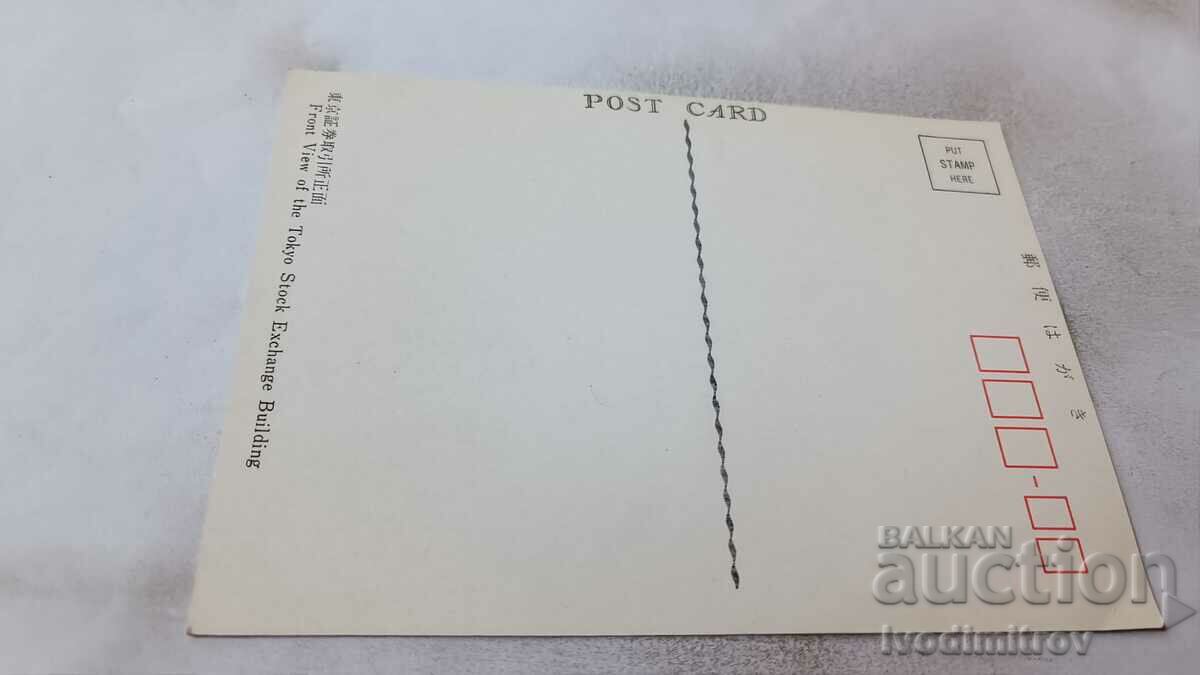 POST CARD
PUT
STAMP
HERE
東京証券取引所正面
Front View of the Tokyo Stock Exchange Building
郵便はがき
BALKAN
auction
Ivodimitrov